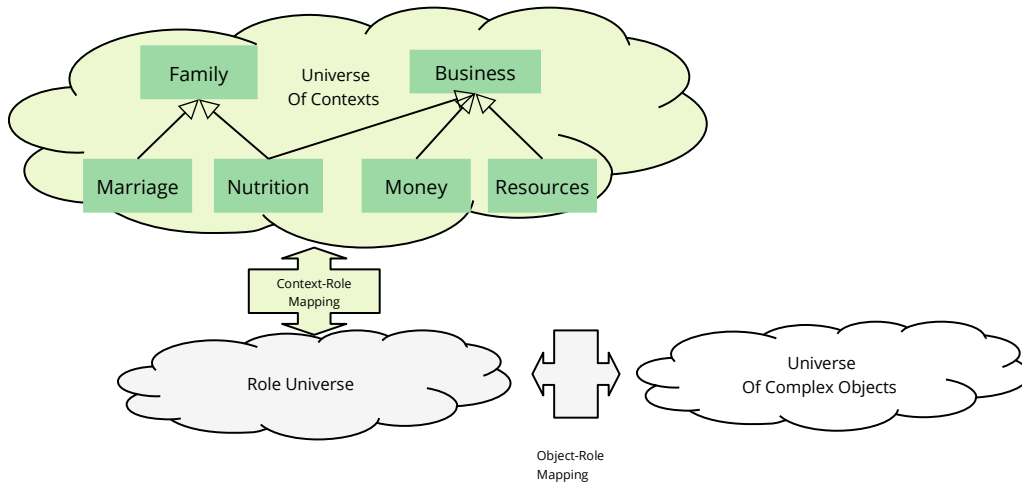 Family
Universe
Of Contexts
Business
Marriage
Nutrition
Money
Resources
Context-Role
Mapping
Role Universe
Universe
Of Complex Objects
Object-Role
Mapping